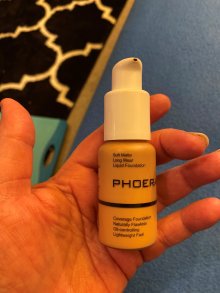 Soft Matte
Long Wear
Liquid Foundation
PHOERA
Coverage Foundation
Naturally Flawless
Oil-controlling
Lightweight Feel